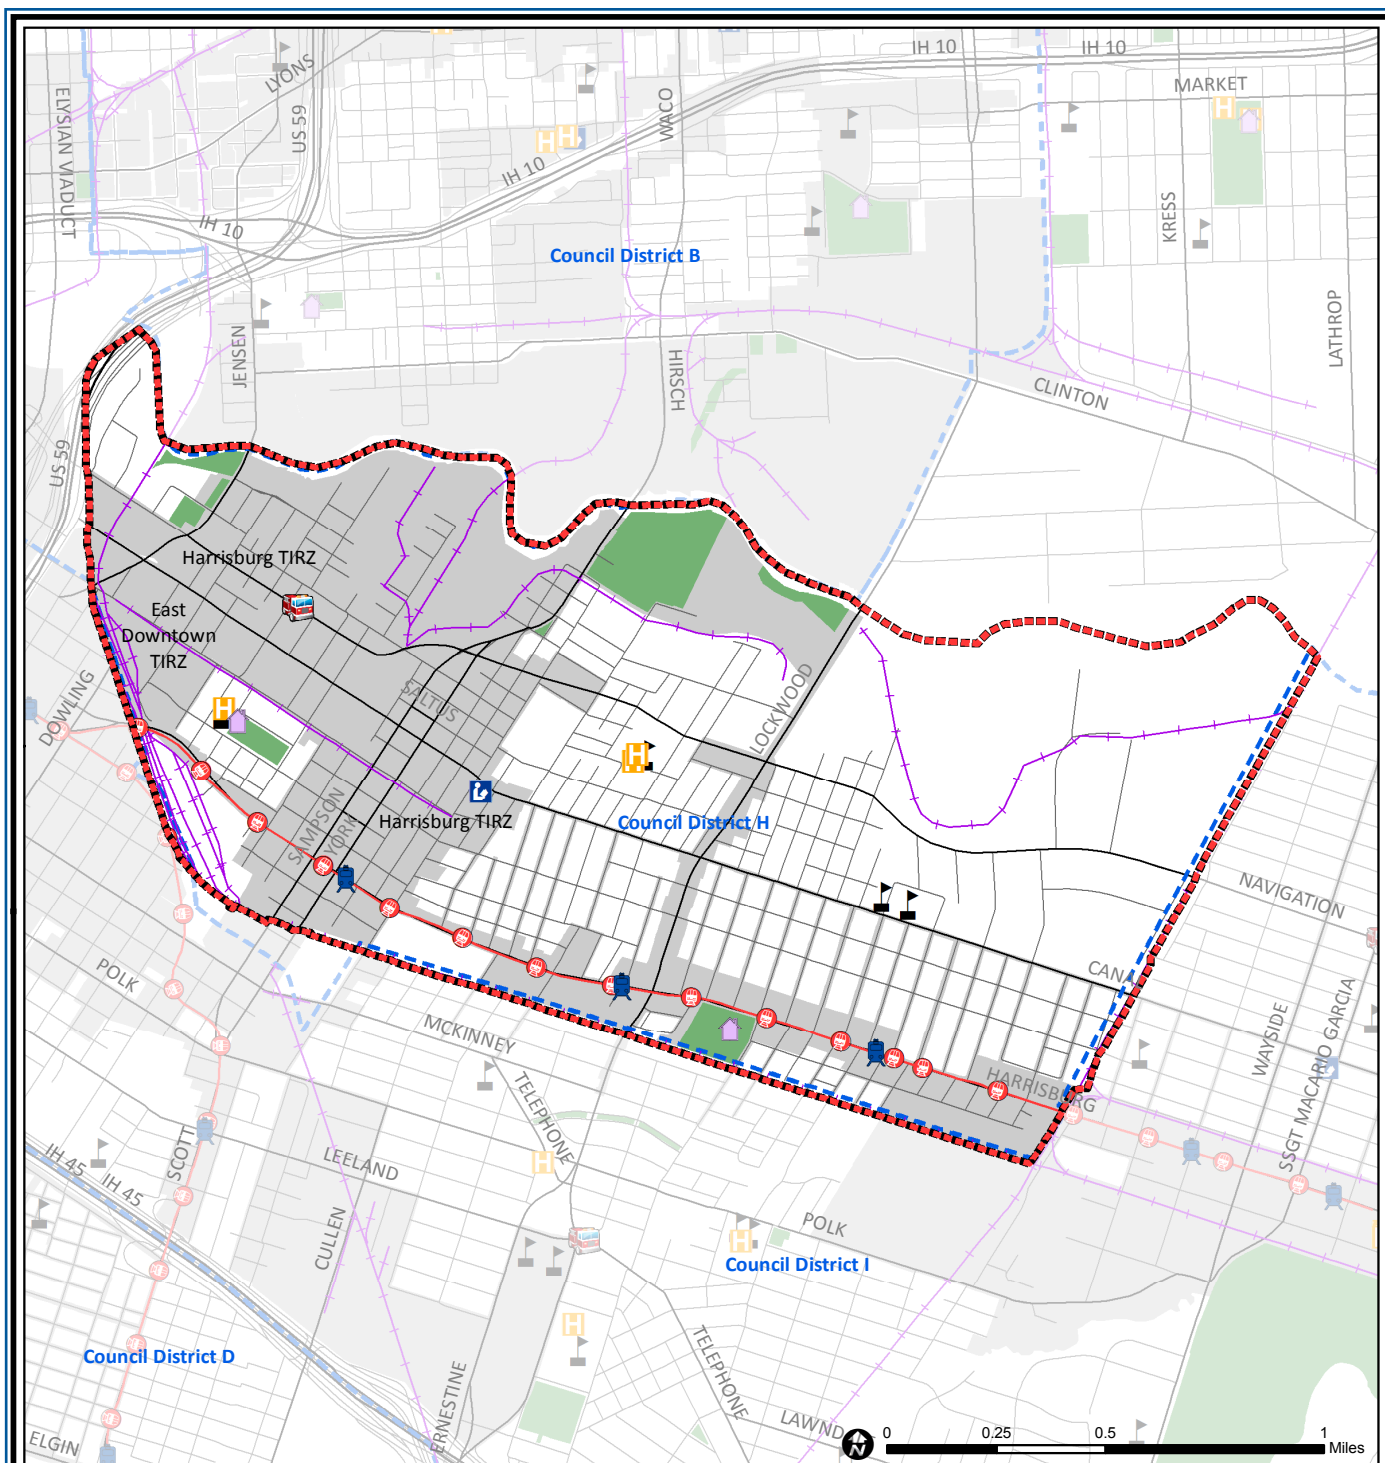 IH 10
IH 10
LYONS
US 59
MARKET
ELYSIAN VIADUCT
WACO
IH 10
KRESS
IH 10
Council District B
LATHROP
JENSEN
HIRSCH
CLINTON
US 59
Harrisburg TIRZ
East
Downtown
TIRZ
DOWLING
SALTUS
LOCKWOOD
H
H
SAMPSON
YORK
Harrisburg TIRZ
Council District H
NAVIGATION
CANA
POLK
MCKINNEY
WAYSIDE
SSGT MACARIO GARCIA
TELEPHONE
HARRISBURG
SCOTT
LEELAND
IH 45
IH 45
CULLEN
H
POLK
H
Council District I
H
Council District D
TELEPHONE
ERNESTINE
LAWND
ELGIN
N
0 0.25 0.5 1
Miles